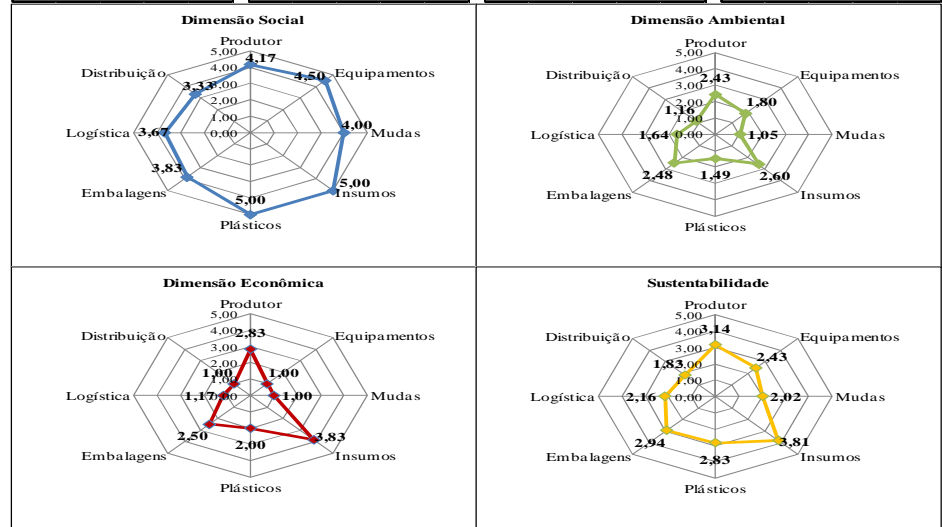 Dimensão Social
Produtor
5,00
4,17
4,00
3,00
2,00
1,00
0,00
4,50
Equipamentos
4,00
Mudas
5,00
Insumos
5,00
Plásticos
3,83
Embalagens
3,67
Logística
3,33
Distribuição
Dimensão Ambiental
Produtor
5,00
4,00
3,00
2,00
1,00
0,00
2,43
Equipamentos
1,80
Mudas
1,05
Insumos
2,60
Plásticos
1,49
Embalagens
2,48
Logística
1,64
Distribuição
1,16
Dimensão Econômica
Produtor
5,00
4,00
3,00
2,00
1,00
0,00
2,83
Equipamentos
1,00
Mudas
1,00
Insumos
3,83
Plásticos
2,00
Embalagens
2,50
Logística
1,17
Distribuição
1,00
Sustentabilidade
Produtor
5,00
4,00
3,00
2,00
1,00
0,00
3,14
Equipamentos
2,43
Mudas
2,02
Insumos
3,81
Plásticos
2,83
Embalagens
2,94
Logística
2,16
Distribuição
1,83